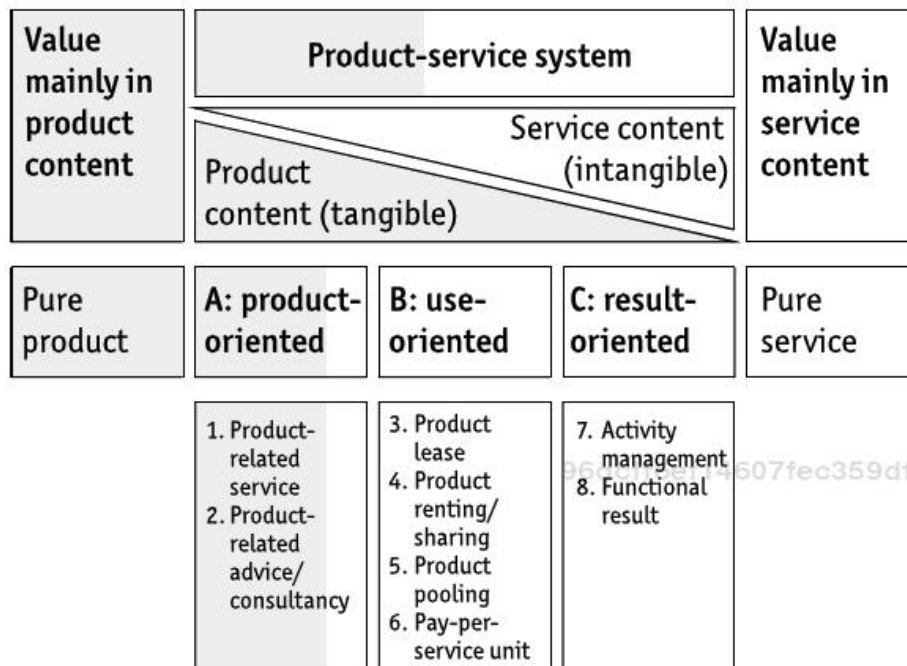 Value
mainly in
product
content
Product-service system
Service content
(intangible)
Product
content (tangible)
Value
mainly in
service
content
Pure
product
A: product-
oriented
B: use-
oriented
C: result-
oriented
Pure
service
1. Product-
related
service
2. Product-
related
advice/
consultancy
3. Product
lease
4. Product
renting/
sharing
5. Product
pooling
6. Pay-per-
service unit
7. Activity
management
8. Functional
result